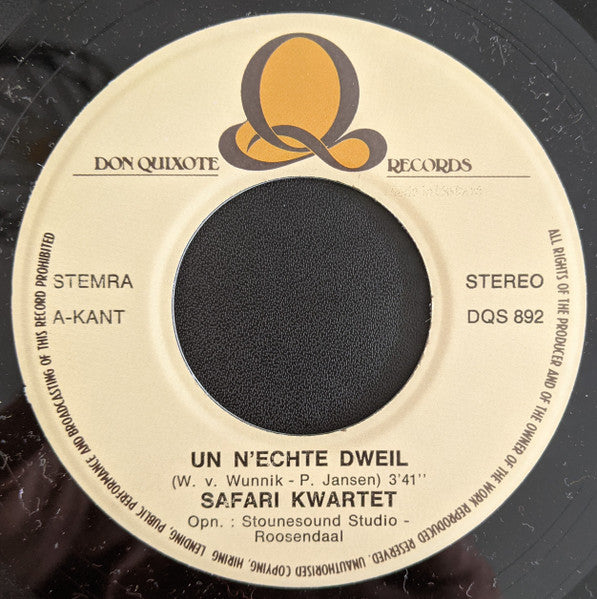 DON QUIXOTE RECORDS
STEMRA
STEREO
A-KANT
DQS 892
UN N'ECHTE DWEIL
(W. v. Wunnik - P. Jansen) 3'41''
SAFARI KWARTET
Opn. : Stounesound Studio -
Roosendaal
ALL RIGHTS OF THE PRODUCER AND OF THE OWNER OF THE WORK REPRODUCED RESERVED. UNAUTHORISED COPYING, HIRING, LENDING, PUBLIC PERFORMANCE AND BROADCASTING OF THIS RECORD PROHIBITED